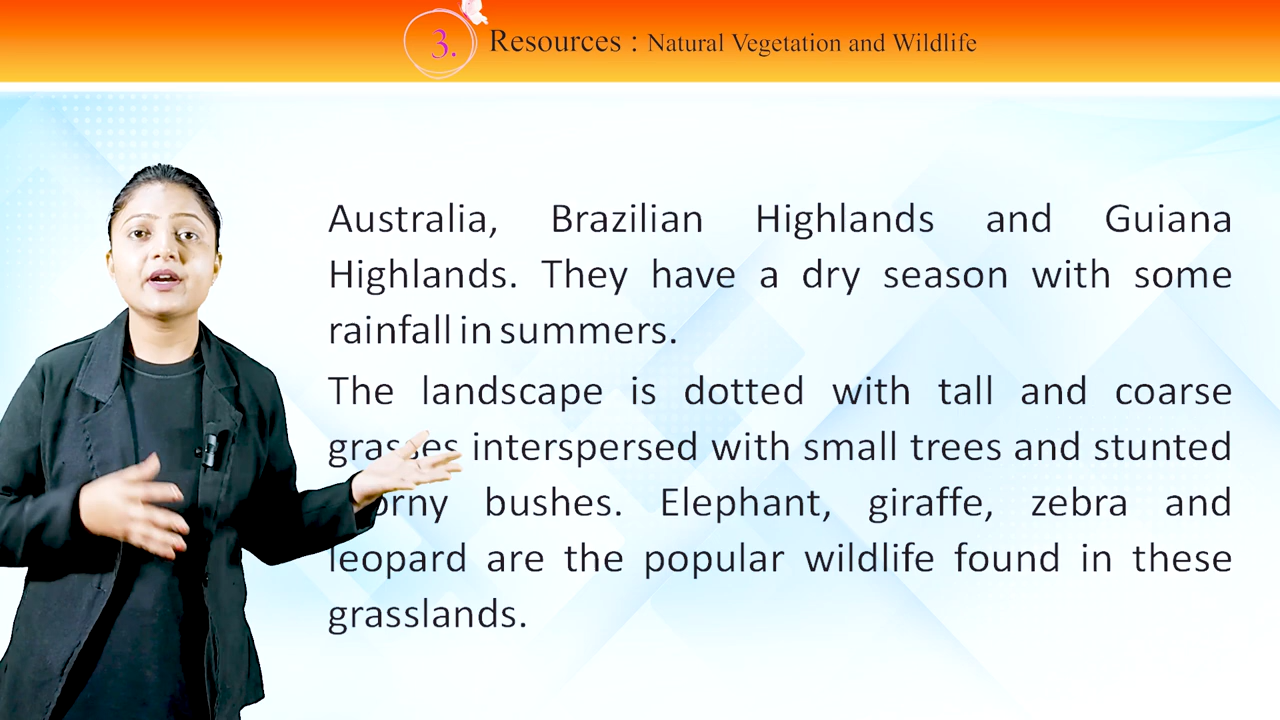 3. Resources : Natural Vegetation and Wildlife
Australia, Brazilian Highlands and Guiana
Highlands. They have a dry season with some
rainfall in summers.
The landscape is dotted with tall and coarse
grasses interspersed with small trees and stunted
bushes. Elephant, giraffe, zebra and
leopard are the popular wildlife found in these
grasslands.